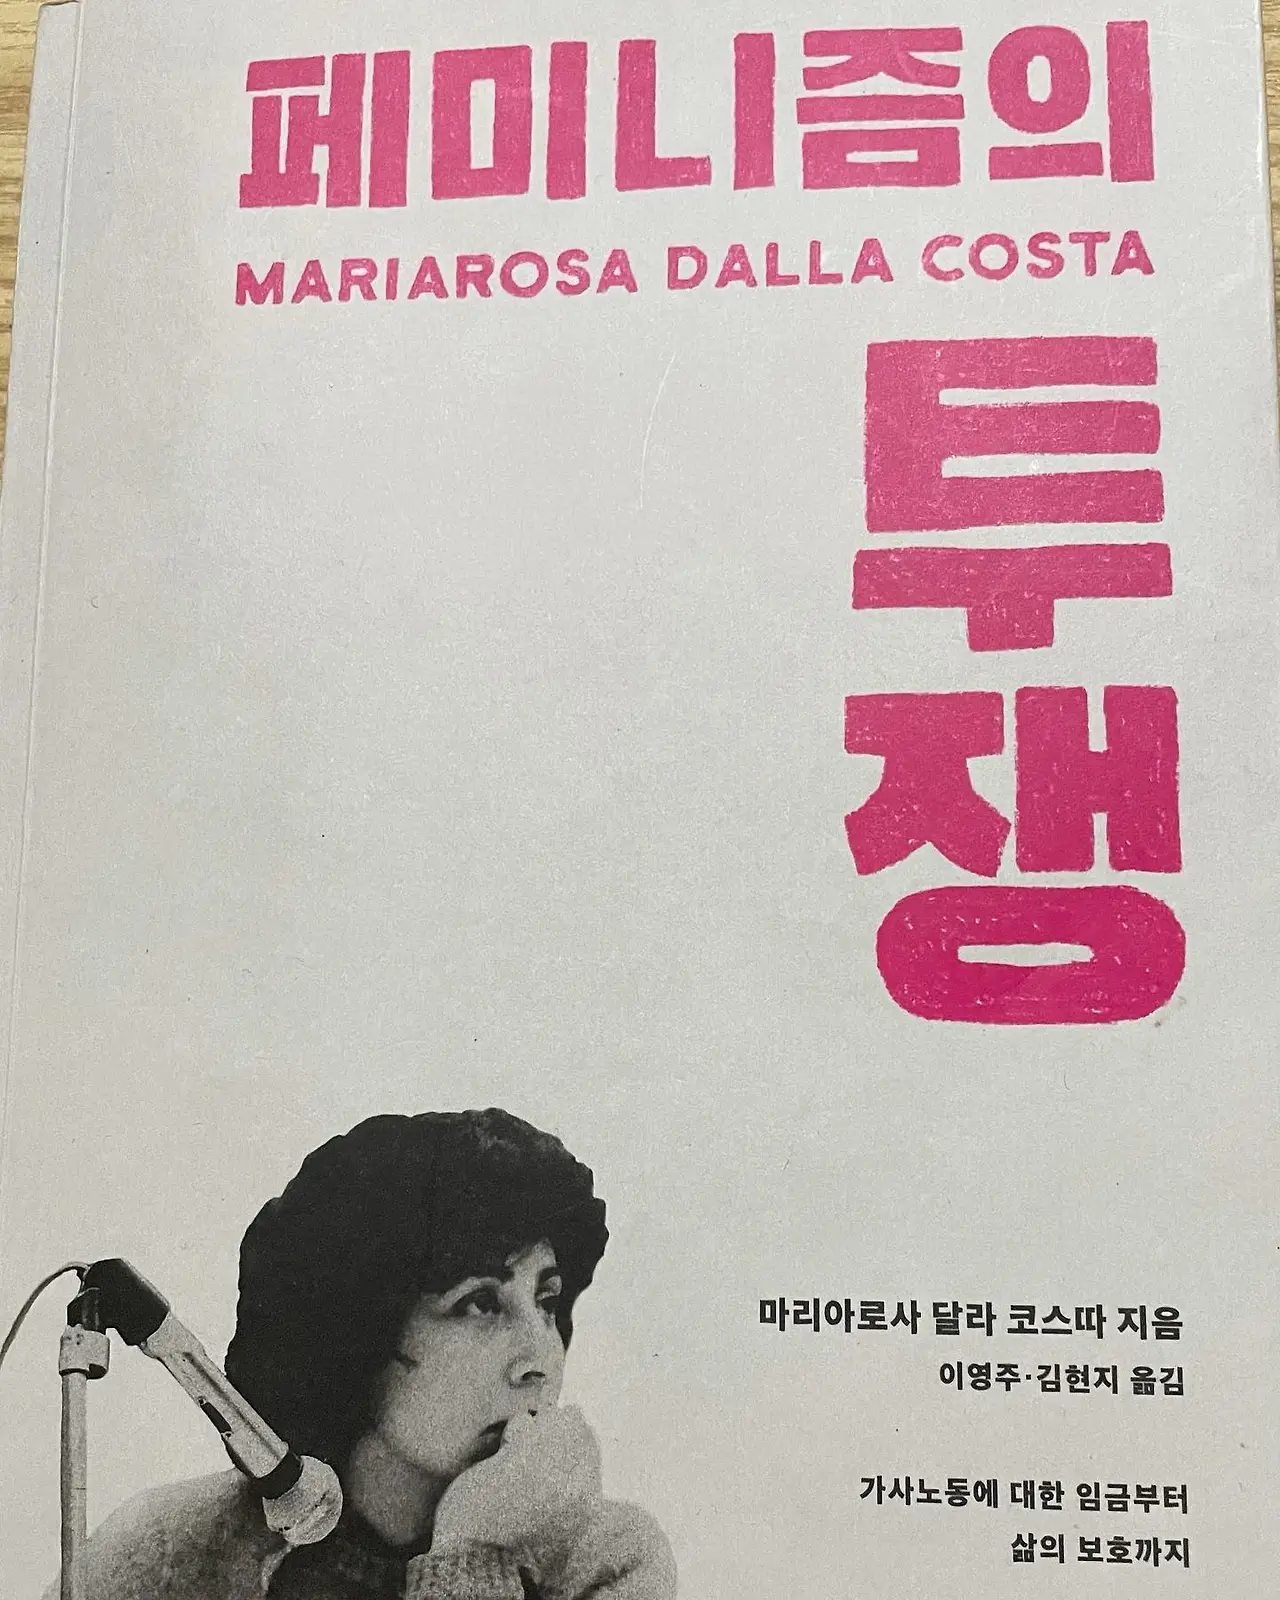 페미니즘의
MARIAROSA DALLA COSTA
투
쟁
마리아로사 달라 코스따 지음
이영주·김현지 옮김
가사노동에 대한 임금부터
삶의 보호까지